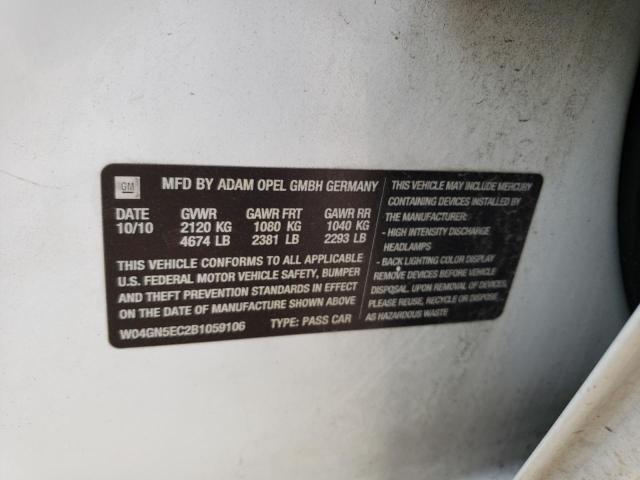 GM
MFD BY ADAM OPEL GMBH GERMANY
DATE GVWR GAWR FRT GAWR RR
10/10 2120 KG 1080 KG 1040 KG
4674 LB 2381 LB 2293 LB
THIS VEHICLE CONFORMS TO ALL APPLICABLE
U.S. FEDERAL MOTOR VEHICLE SAFETY, BUMPER
AND THEFT PREVENTION STANDARDS IN EFFECT
ON THE DATE OF MANUFACTURE SHOWN ABOVE
W04GN5EC2B1059106 TYPE: PASS CAR
THIS VEHICLE MAY INCLUDE MERCURY
CONTAINING DEVICES INSTALLED BY
THE MANUFACTURER:
- HIGH INTENSITY DISCHARGE
HEADLAMPS
- BACK LIGHTING COLOR DISPLAY
REMOVE DEVICES BEFORE VEHICLE
DISPOSAL. UPON REMOVAL OF DEVICES,
PLEASE REUSE, RECYCLE OR DISPOSE
AS HAZARDOUS WASTE